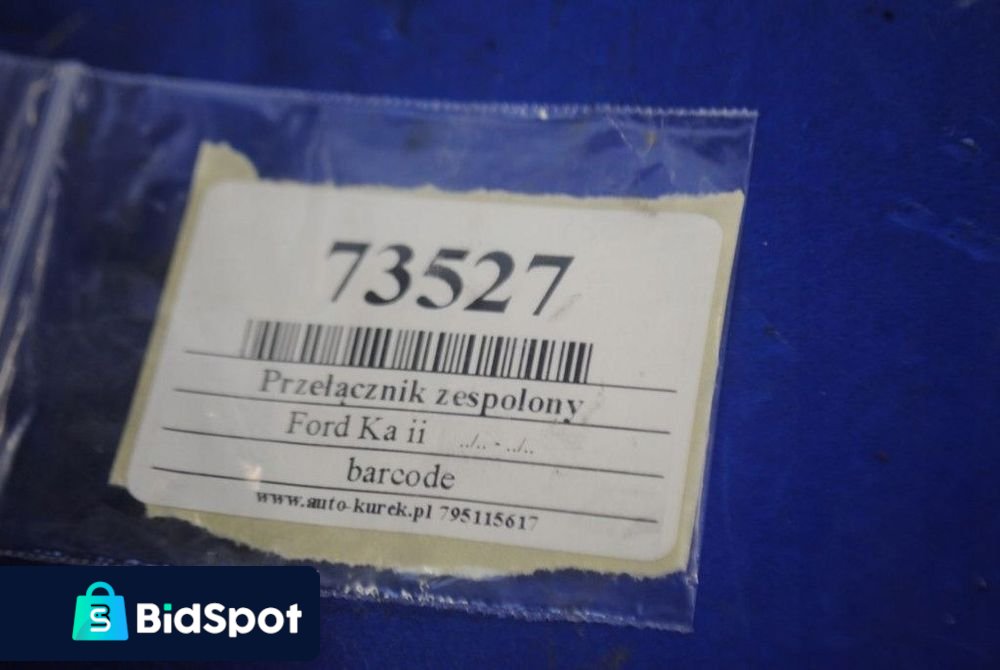 73527
Przełącznik zespolony
Ford Ka ii ../.. - ../..
barcode
www.auto-kurek.pl 795115617
BidSpot